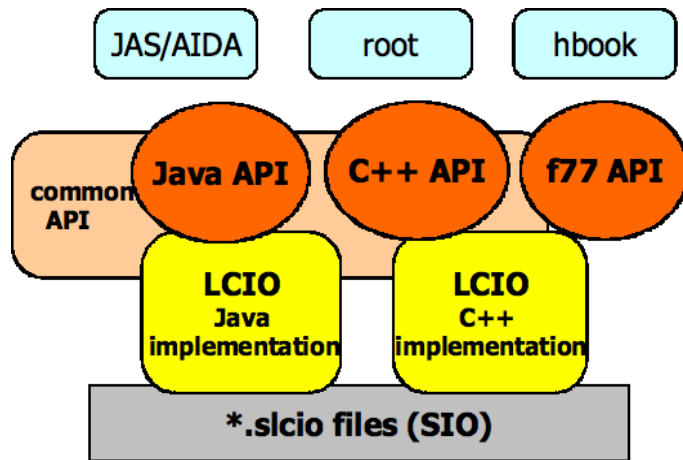 JAS/AIDA
root
hbook
common
API
Java API
C++ API
f77 API
LCIO
Java
implementation
LCIO
C++
implementation
*.slcio files (SIO)